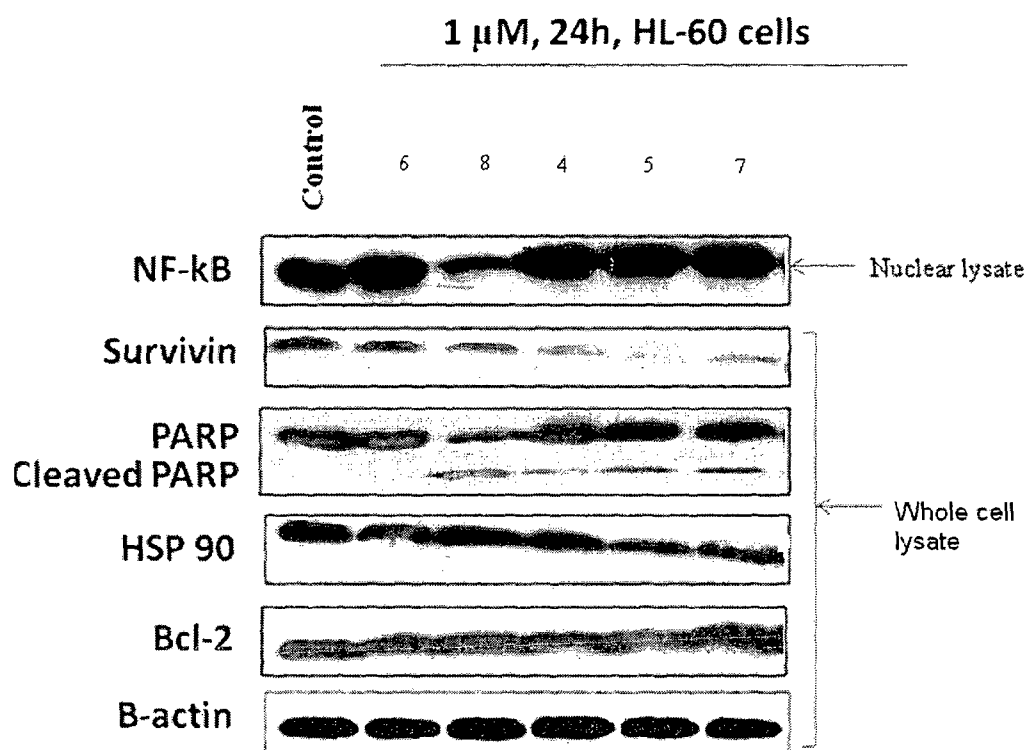 1 µM, 24h, HL-60 cells
Control 6 8 4 5 7
NF-kB
Nuclear lysate
Survivin
PARP
Cleaved PARP
HSP 90
Whole cell
lysate
Bcl-2
B-actin